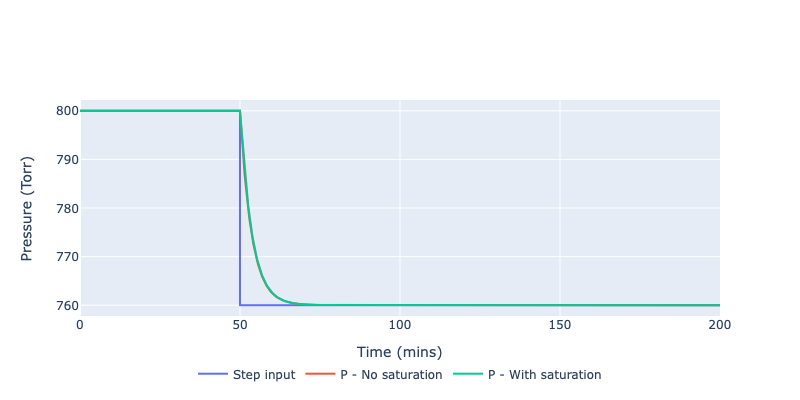 800
790
780
770
760
Pressure (Torr)
0 50 100 150 200
Time (mins)
Step input P - No saturation P - With saturation